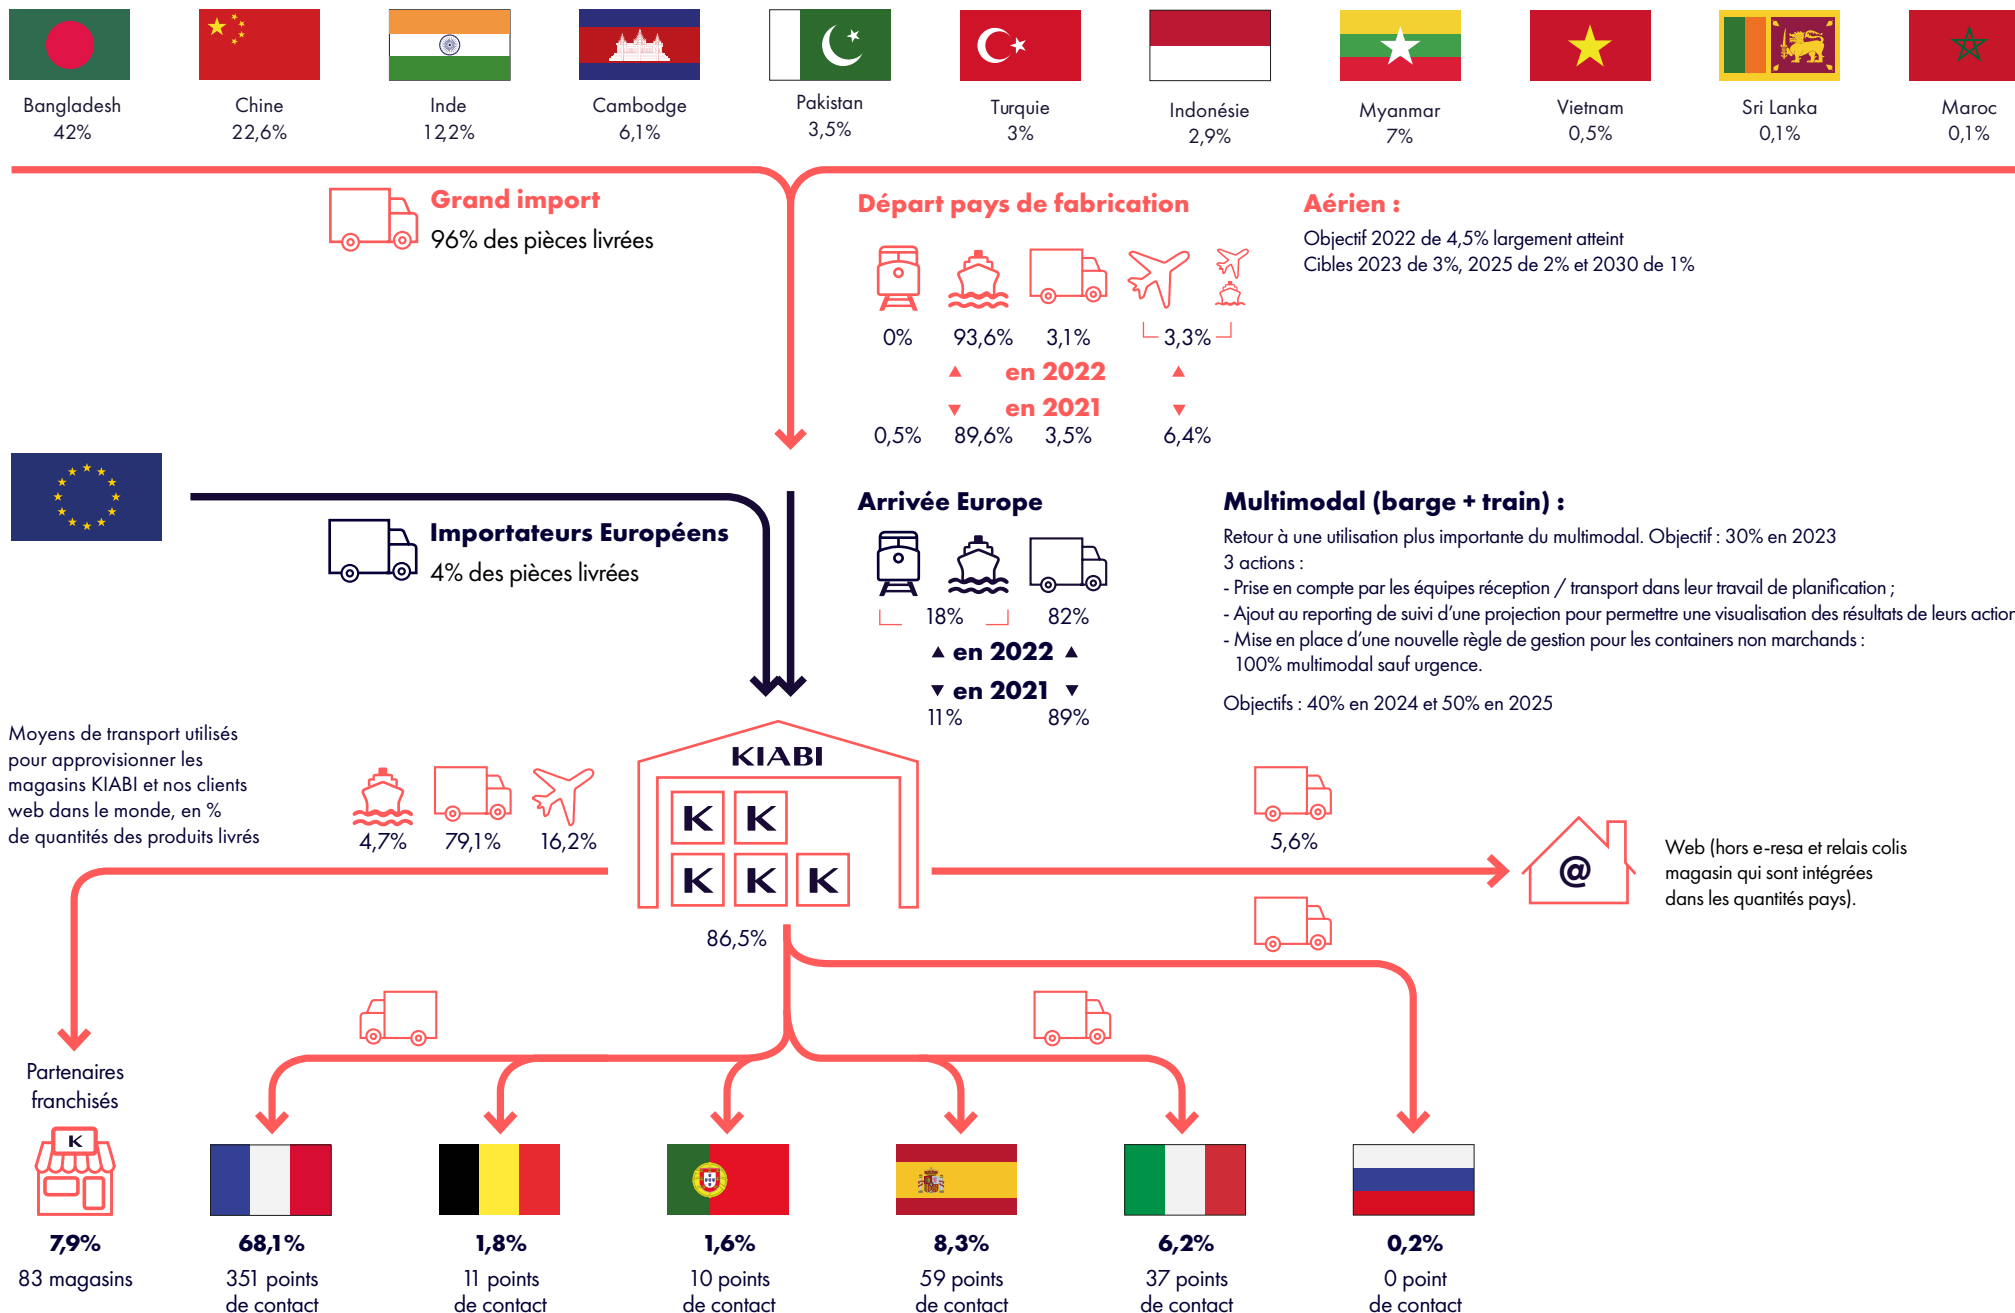 Bangladesh
42%
Chine
22,6%
Inde
12,2%
Cambodge
6,1%
Pakistan
3,5%
Turquie
3%
Indonésie
2,9%
Myanmar
7%
Vietnam
0,5%
Sri Lanka
0,1%
Maroc
0,1%
Grand import
96% des pièces livrées
Départ pays de fabrication
0% 93,6% 3,1% 3,3%
en 2022
en 2021
0,5% 89,6% 3,5% 6,4%
Aérien :
Objectif 2022 de 4,5% largement atteint
Cibles 2023 de 3%, 2025 de 2% et 2030 de 1%
Importateurs Européens
4% des pièces livrées
Arrivée Europe
18% 82%
en 2022
en 2021
11% 89%
Multimodal (barge + train) :
Retour à une utilisation plus importante du multimodal. Objectif : 30% en 2023
3 actions :
- Prise en compte par les équipes réception / transport dans leur travail de planification ;
- Ajout au reporting de suivi d’une projection pour permettre une visualisation des résultats de leurs action
- Mise en place d’une nouvelle règle de gestion pour les containers non marchands :
100% multimodal sauf urgence.
Objectifs : 40% en 2024 et 50% en 2025
Moyens de transport utilisés
pour approvisionner les
magasins KIABI et nos clients
web dans le monde, en %
de quantités des produits livrés
4,7% 79,1% 16,2%
KIABI
K K
K K K
86,5%
5,6%
@
Web (hors e-resa et relais colis
magasin qui sont intégrées
dans les quantités pays).
Partenaires
franchisés
K
7,9%
83 magasins
68,1%
351 points
de contact
1,8%
11 points
de contact
1,6%
10 points
de contact
8,3%
59 points
de contact
6,2%
37 points
de contact
0,2%
0 point
de contact